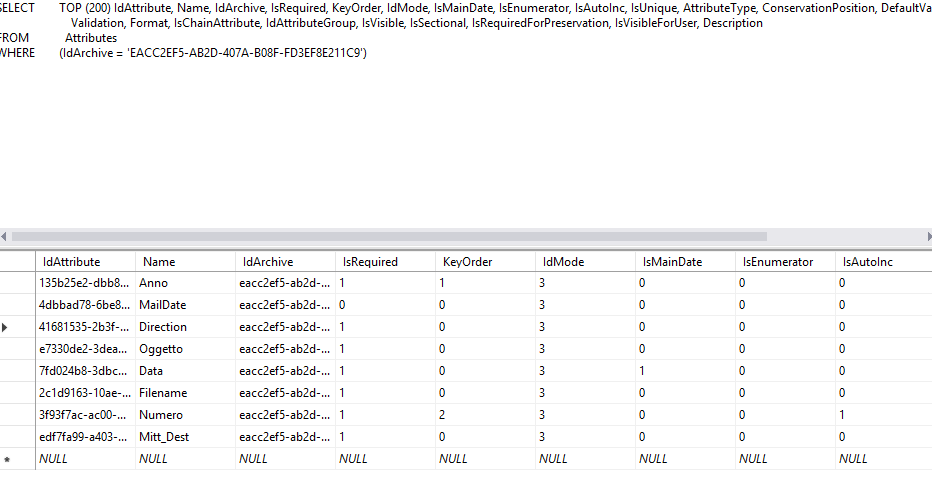 SELECT TOP (200) IdAttribute, Name, IdArchive, IsRequired, KeyOrder, IdMode, IsMainDate, IsEnumerator, IsAutoInc, IsUnique, AttributeType, ConservationPosition, DefaultVa
Validation, Format, IsChainAttribute, IdAttributeGroup, IsVisible, IsSectional, IsRequiredForPreservation, IsVisibleForUser, Description
FROM Attributes
WHERE (IdArchive = 'EACC2EF5-AB2D-407A-B08F-FD3EF8E211C9')
IdAttribute Name IdArchive IsRequired KeyOrder IdMode IsMainDate IsEnumerator IsAutoInc
135b25e2-dbb8... Anno eacc2ef5-ab2d-... 1 1 3 0 0 0
4dbbad78-6be8... MailDate eacc2ef5-ab2d-... 0 0 3 0 0 0
41681535-2b3f-... Direction eacc2ef5-ab2d-... 1 0 3 0 0 0
e7330de2-3dea... Oggetto eacc2ef5-ab2d-... 1 0 3 0 0 0
7fd024b8-3dbc... Data eacc2ef5-ab2d-... 1 0 3 1 0 0
2c1d9163-10ae-... Filename eacc2ef5-ab2d-... 1 0 3 0 0 0
3f93f7ac-ac00-... Numero eacc2ef5-ab2d-... 1 2 3 0 0 1
edf7fa99-a403-... Mitt_Dest eacc2ef5-ab2d-... 1 0 3 0 0 0
NULL NULL NULL NULL NULL NULL NULL NULL NULL